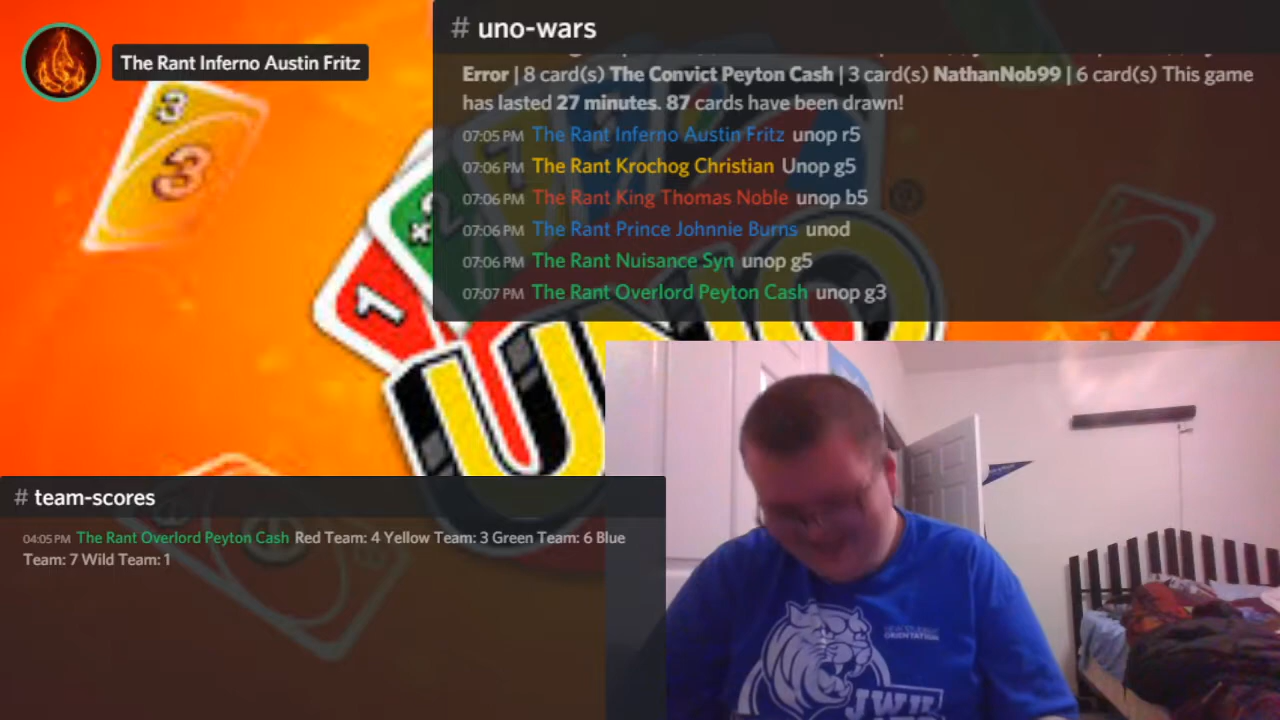 The Rant Inferno Austin Fritz
# uno-wars
Error | 8 card(s) The Convict Peyton Cash | 3 card(s) NathanNob99 | 6 card(s) This game
has lasted 27 minutes. 87 cards have been drawn!
07:05 PM The Rant Inferno Austin Fritz unop r5
07:06 PM The Rant Krochog Christian Unop g5
07:06 PM The Rant King Thomas Noble unop b5
07:06 PM The Rant Prince Johnnie Burns unod
07:06 PM The Rant Nuisance Syn unop g5
07:07 PM The Rant Overlord Peyton Cash unop g3
3
3
1
1
UNO
# team-scores
04:05 PM The Rant Overlord Peyton Cash Red Team: 4 Yellow Team: 3 Green Team: 6 Blue
Team: 7 Wild Team: 1
ORIENTATION